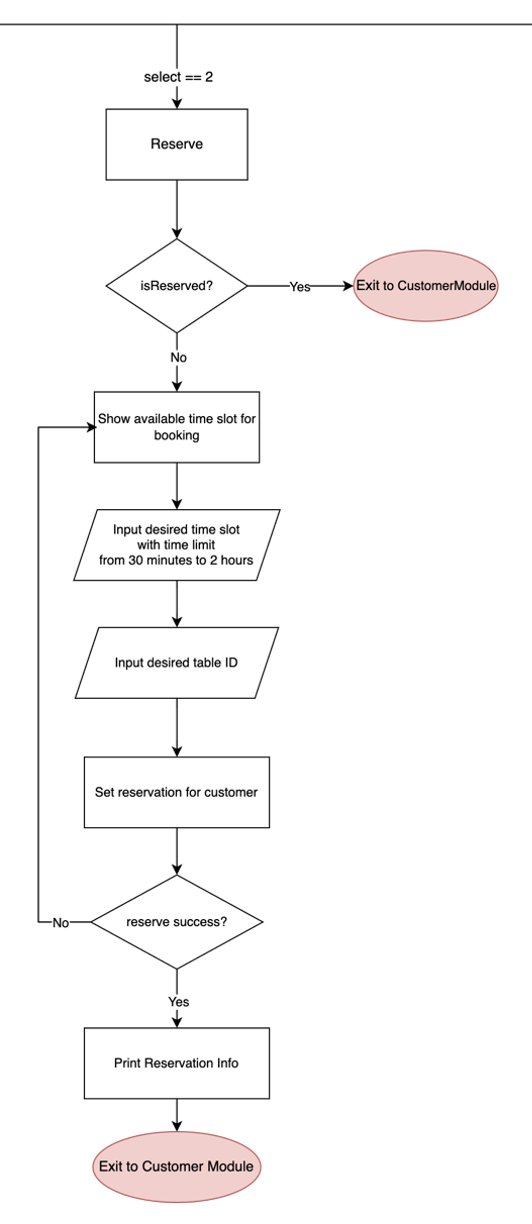 select == 2
Reserve
isReserved?
Yes
Exit to CustomerModule
No
Show available time slot for
booking
Input desired time slot
with time limit
from 30 minutes to 2 hours
Input desired table ID
Set reservation for customer
reserve success?
No
Yes
Print Reservation Info
Exit to Customer Module